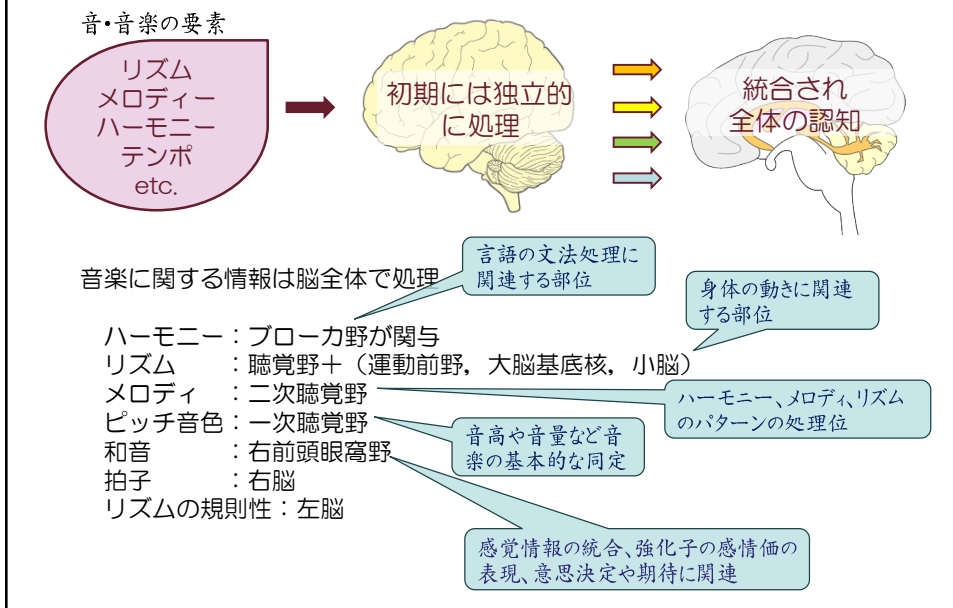 音・音楽の要素
リズム
メロディー
ハーモニー
テンポ
etc.
初期には独立的
に処理
統合され
全体の認知
音楽に関する情報は脳全体で処理
言語の文法処理に
関連する部位
身体の動きに関連
する部位
ハーモニー：ブローカ野が関与
リズム　　：聴覚野＋（運動前野，大脳基底核，小脳）
メロディ　：二次聴覚野
ピッチ音色：一次聴覚野
和音　　　：右前頭眼窩野
拍子　　　：右脳
リズムの規則性：左脳
ハーモニー、メロディ、リズム
のパターンの処理位
音高や音量など音
楽の基本的な同定
感覚情報の統合、強化子の感情価の
表現、意思決定や期待に関連